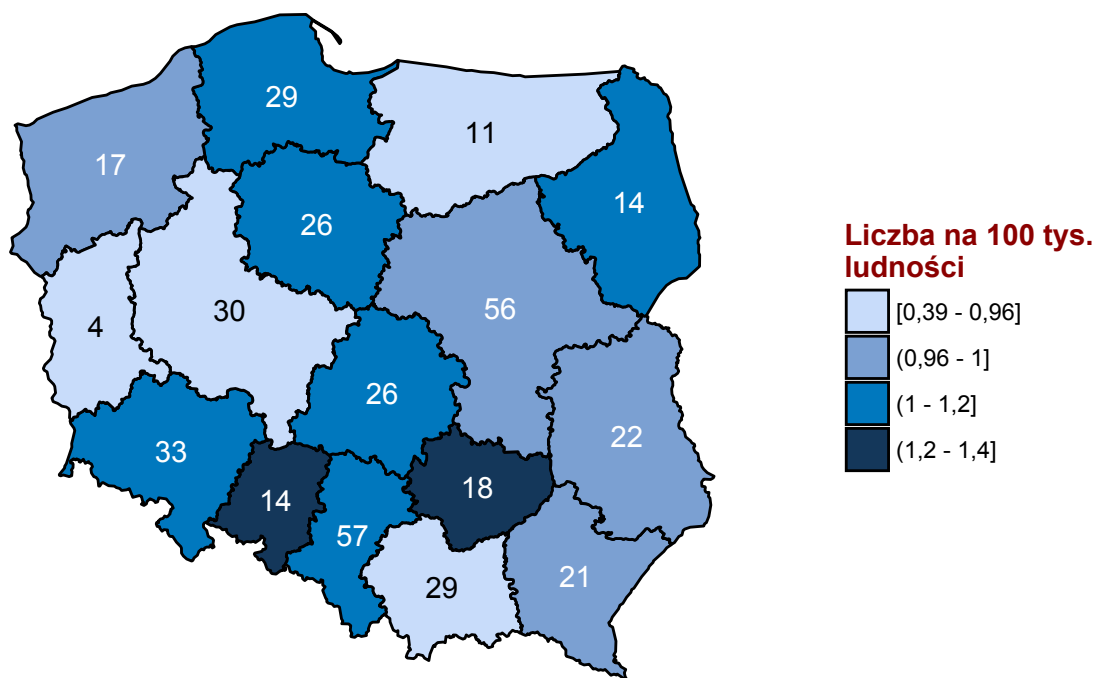 29
11
17
14
26
56
30
4
26
22
33
18
14
57
21
29
Liczba na 100 tys.
ludności
[0,39 - 0,96]
(0,96 - 1]
(1 - 1,2]
(1,2 - 1,4]